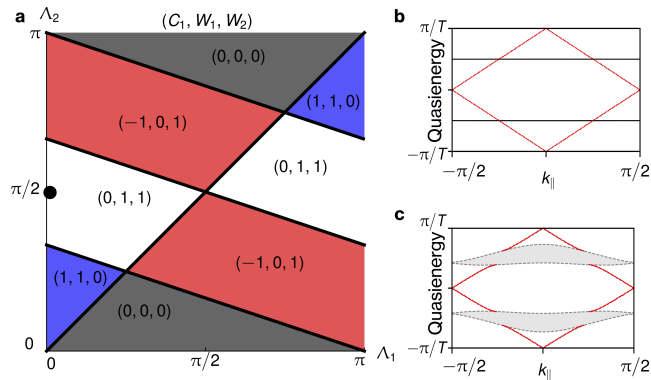 a
Λ₂
(C₁, W₁, W₂)
π
(0, 0, 0)
(1, 1, 0)
(−1, 0, 1)
(0, 1, 1)
π/2
(0, 1, 1)
(−1, 0, 1)
(1, 1, 0)
(0, 0, 0)
0
0
π/2
π
Λ₁
b
π/T
Quasienergy
−π/T
−π/2
k∥
π/2
c
π/T
Quasienergy
−π/T
−π/2
k∥
π/2